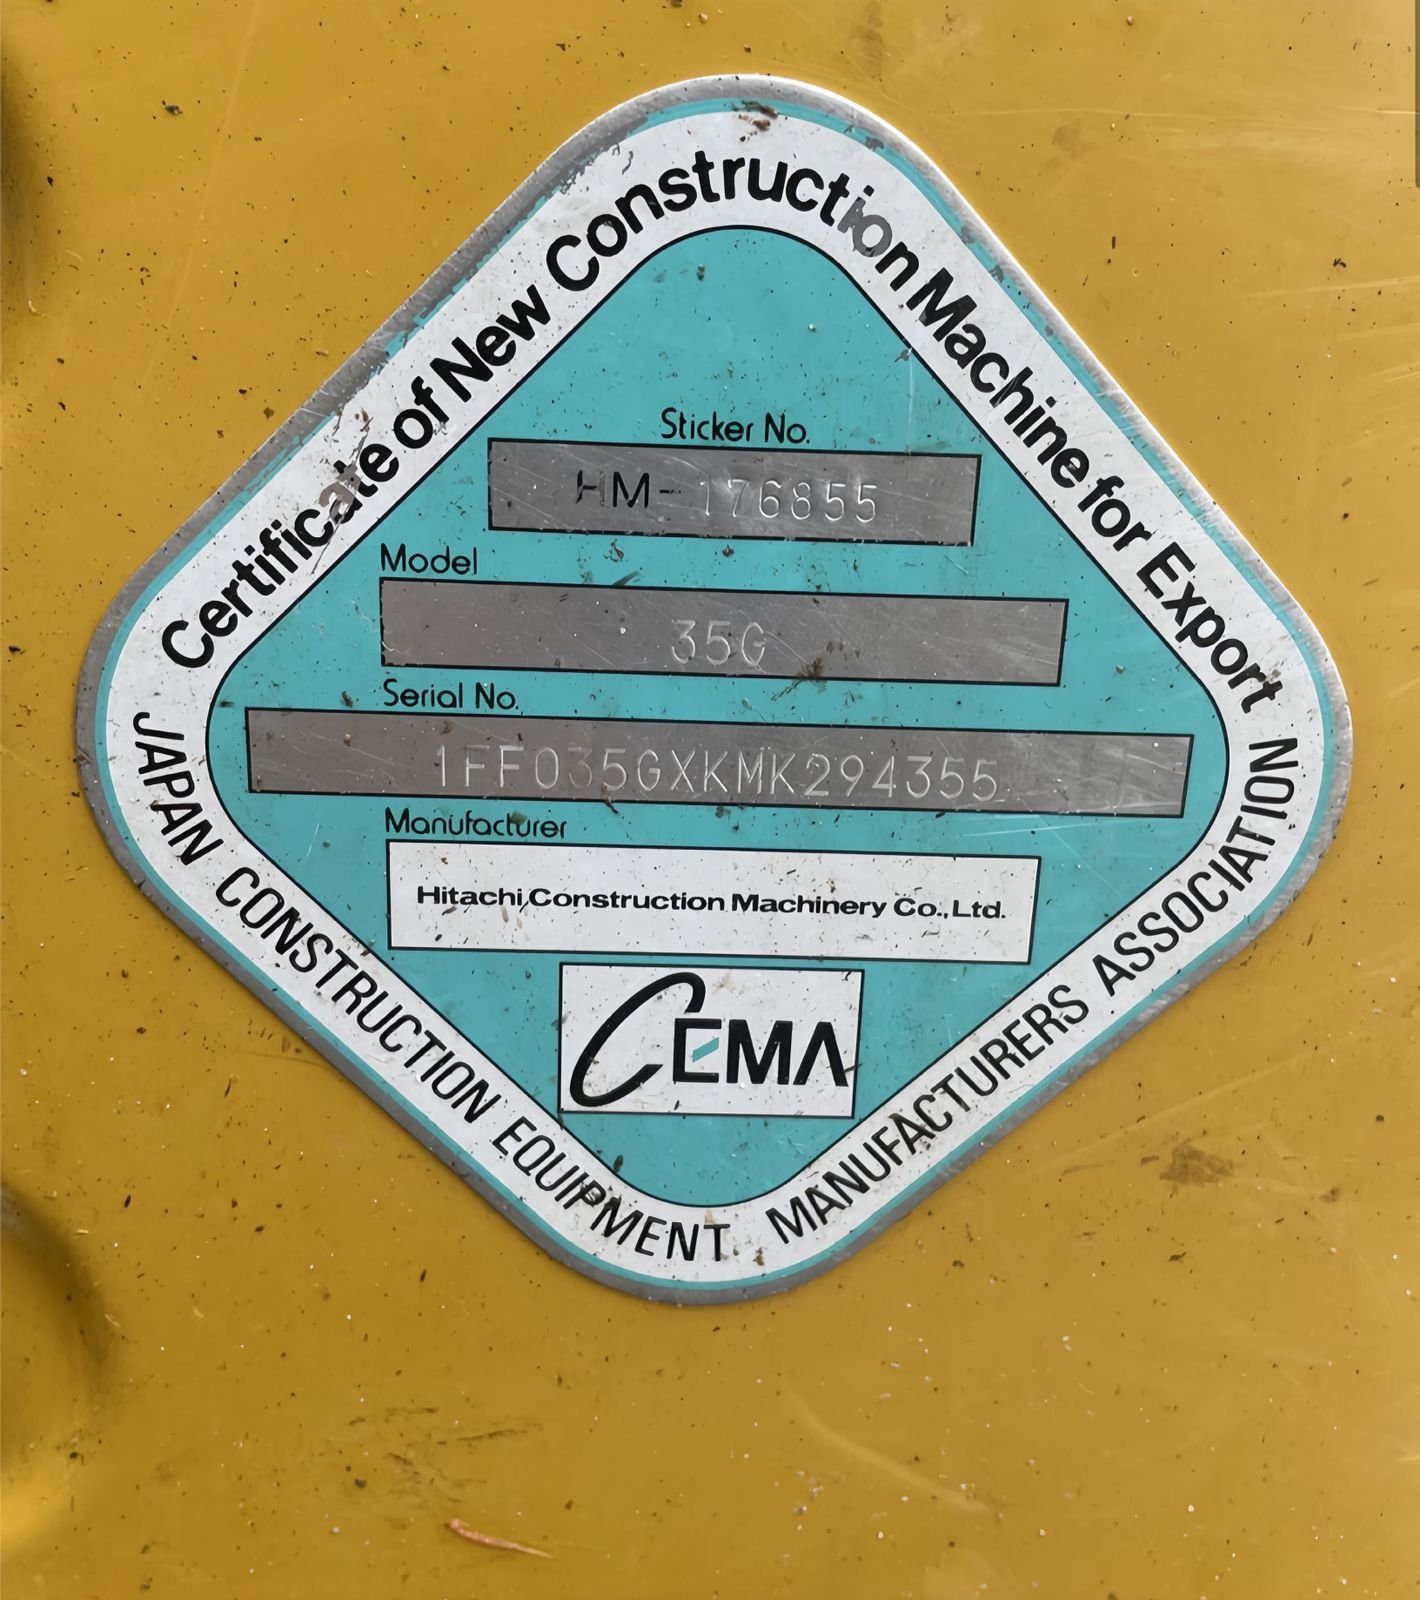 Certificate of New Construction Machine for Export
Sticker No.
HM-176855
Model
35G
Serial No.
1FF035GXKMK294355
Manufacturer
Hitachi Construction Machinery Co., Ltd.
CEMA
JAPAN CONSTRUCTION EQUIPMENT MANUFACTURERS ASSOCIATION